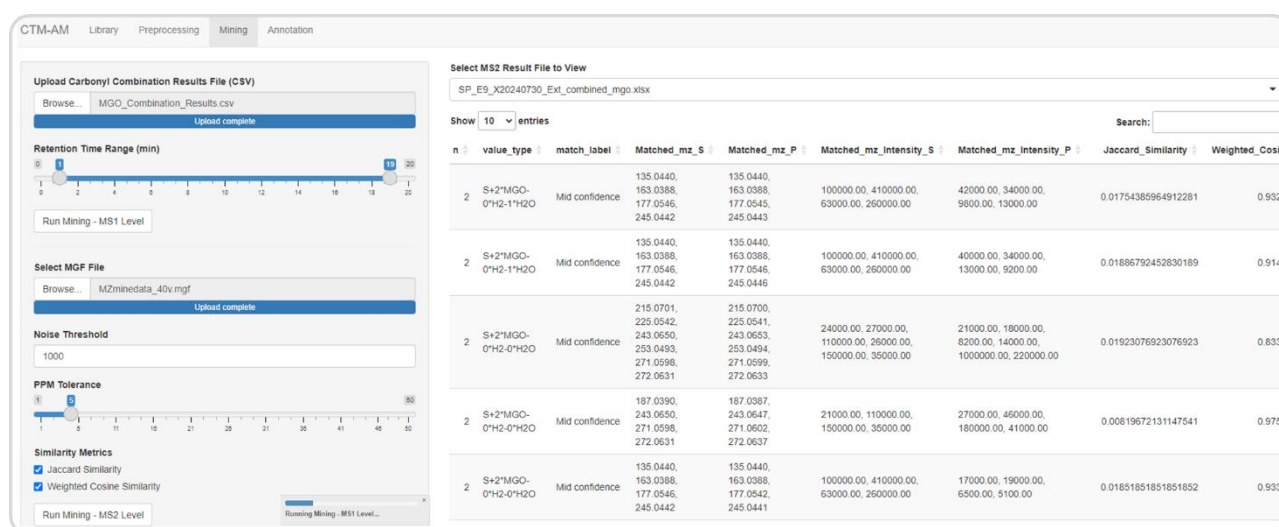 CTM-AM Library Preprocessing Mining Annotation
Upload Carbonyl Combination Results File (CSV)
Browse... MGO_Combination_Results.csv
Upload complete
Retention Time Range (min)
0 1 19 20
0 2 4 6 8 10 12 14 16 18 20
Run Mining - MS1 Level
Select MGF File
Browse... MZminedata_40v.mgf
Upload complete
Noise Threshold
1000
PPM Tolerance
1 5 50
1 6 11 16 21 26 31 36 41 46 50
Similarity Metrics
Jaccard Similarity
Weighted Cosine Similarity
Run Mining - MS2 Level
Running Mining - MS1 Level...
Select MS2 Result File to View
SP_E9_X20240730_Ext_combined_mgo.xlsx
Show 10 entries
Search:
n value_type match_label Matched_mz_S Matched_mz_P Matched_mz_Intensity_S Matched_mz_Intensity_P Jaccard_Similarity Weighted_Cosi
135.0440, 135.0440,
S+2*MGO- 163.0388, 163.0388, 100000.00, 410000.00, 42000.00, 34000.00,
2 Mid confidence 0.01754385964912281 0.932
0*H2-1*H2O 177.0546, 177.0545, 63000.00, 260000.00 9800.00, 13000.00
245.0442 245.0443
135.0440, 135.0440,
S+2*MGO- 163.0388, 163.0388, 100000.00, 410000.00, 40000.00, 34000.00,
2 Mid confidence 0.01886792452830189 0.914
0*H2-1*H2O 177.0546, 177.0546, 63000.00, 260000.00 13000.00, 9200.00
245.0442 245.0446
215.0701, 215.0700,
225.0542, 225.0541, 24000.00, 27000.00, 21000.00, 18000.00,
S+2*MGO- 243.0650, 243.0653,
2 Mid confidence 110000.00, 26000.00, 8200.00, 14000.00, 0.01923076923076923 0.833
0*H2-0*H2O 253.0493, 253.0494,
271.0598, 271.0599, 150000.00, 35000.00 1000000.00, 220000.00
272.0631 272.0633
187.0390, 187.0387,
S+2*MGO- 243.0650, 243.0647, 21000.00, 110000.00, 27000.00, 46000.00,
2 Mid confidence 0.00819672131147541 0.975
0*H2-0*H2O 271.0598, 271.0602, 150000.00, 35000.00 180000.00, 41000.00
272.0631 272.0637
135.0440, 135.0440,
S+2*MGO- 163.0388, 163.0388, 100000.00, 410000.00, 17000.00, 19000.00,
2 Mid confidence 0.01851851851851852 0.933
0*H2-0*H2O 177.0546, 177.0542, 63000.00, 260000.00 6500.00, 5100.00
245.0442 245.0441